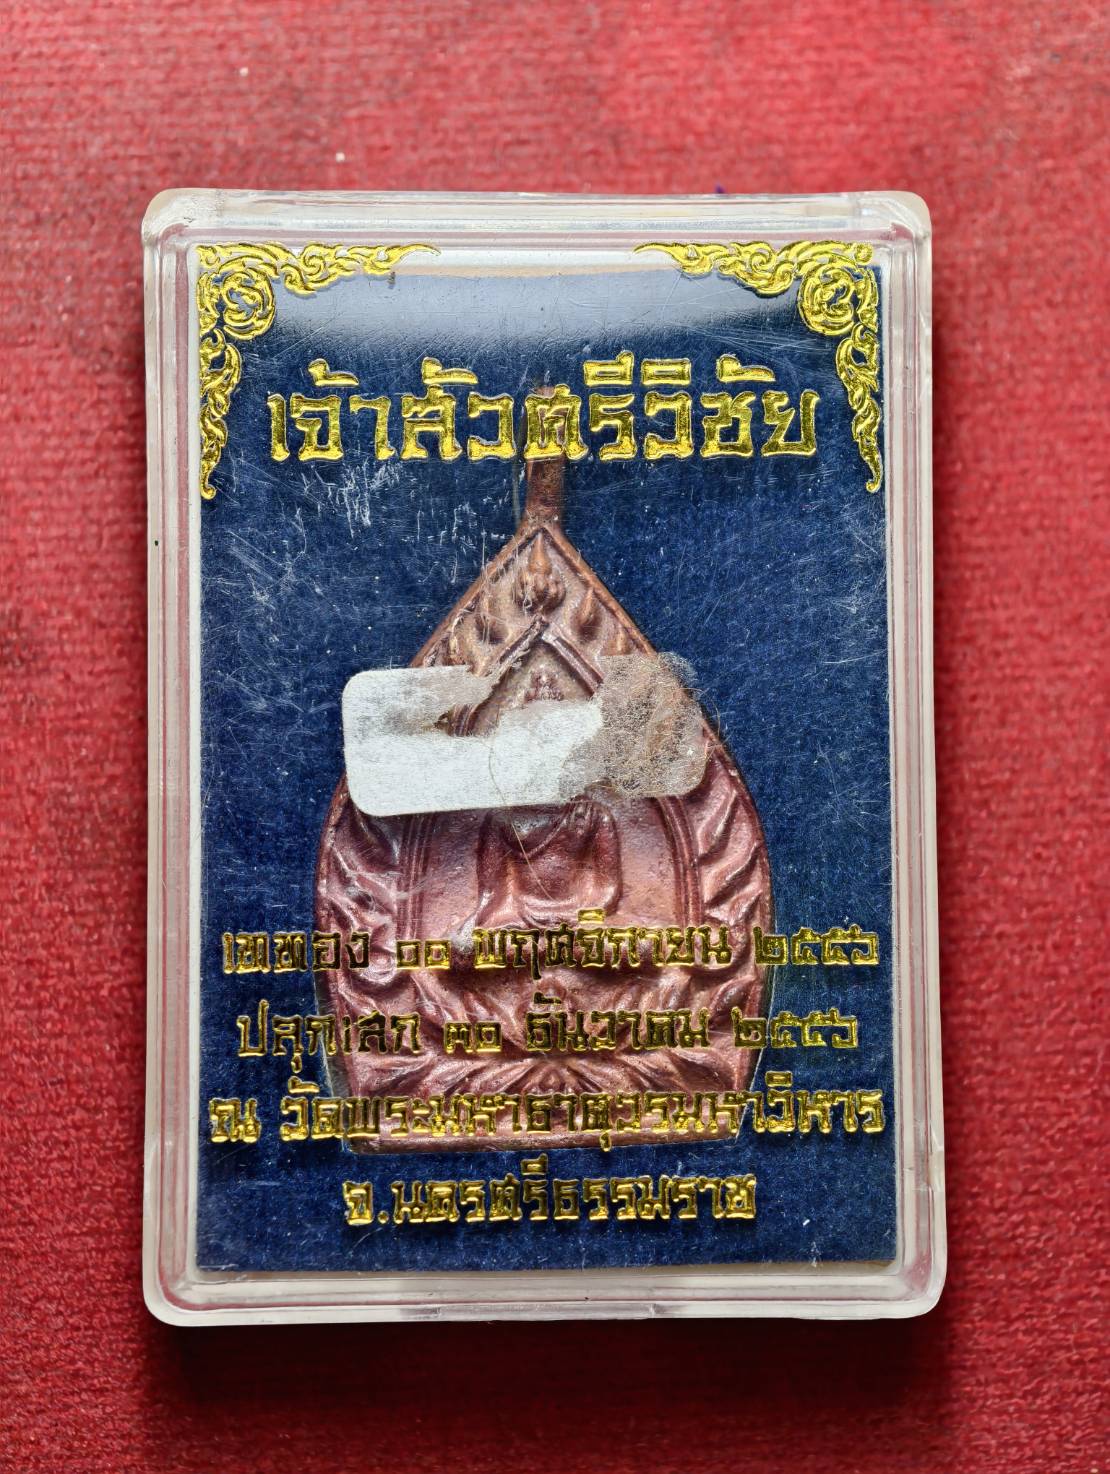 เจ้าสัวศรีวิชัย
เททอง ๑๑ พฤศจิกายน ๒๕๕๖
ปลุกเสก ๓๐ ธันวาคม ๒๕๕๖
ณ วัดพระมหาธาตุวรมหาวิหาร
จ.นครศรีธรรมราช